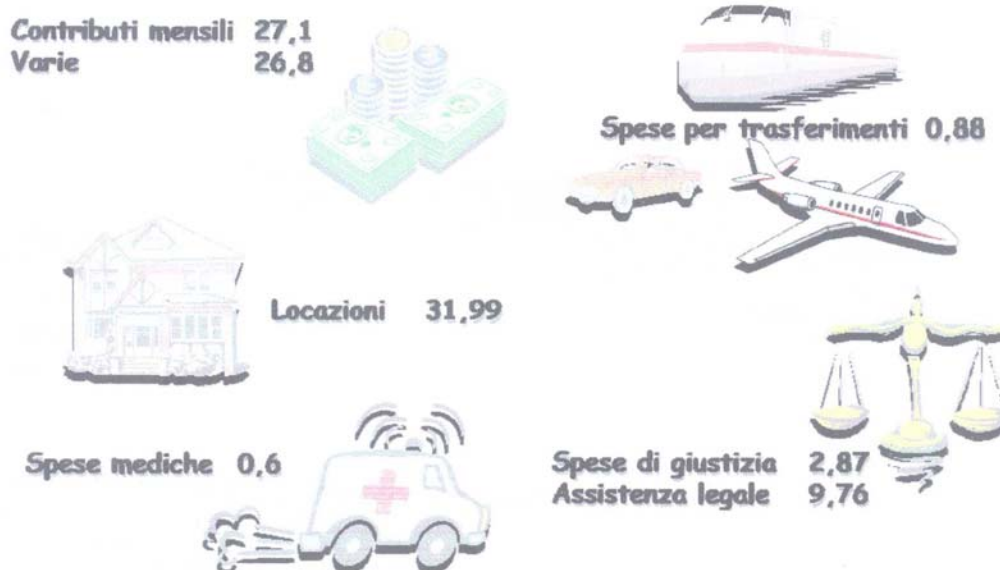 Contributi mensili 27,1
Varie 26,8
Spese per trasferimenti 0,88
Locazioni 31,99
Spese mediche 0,6
Spese di giustizia 2,87
Assistenza legale 9,76